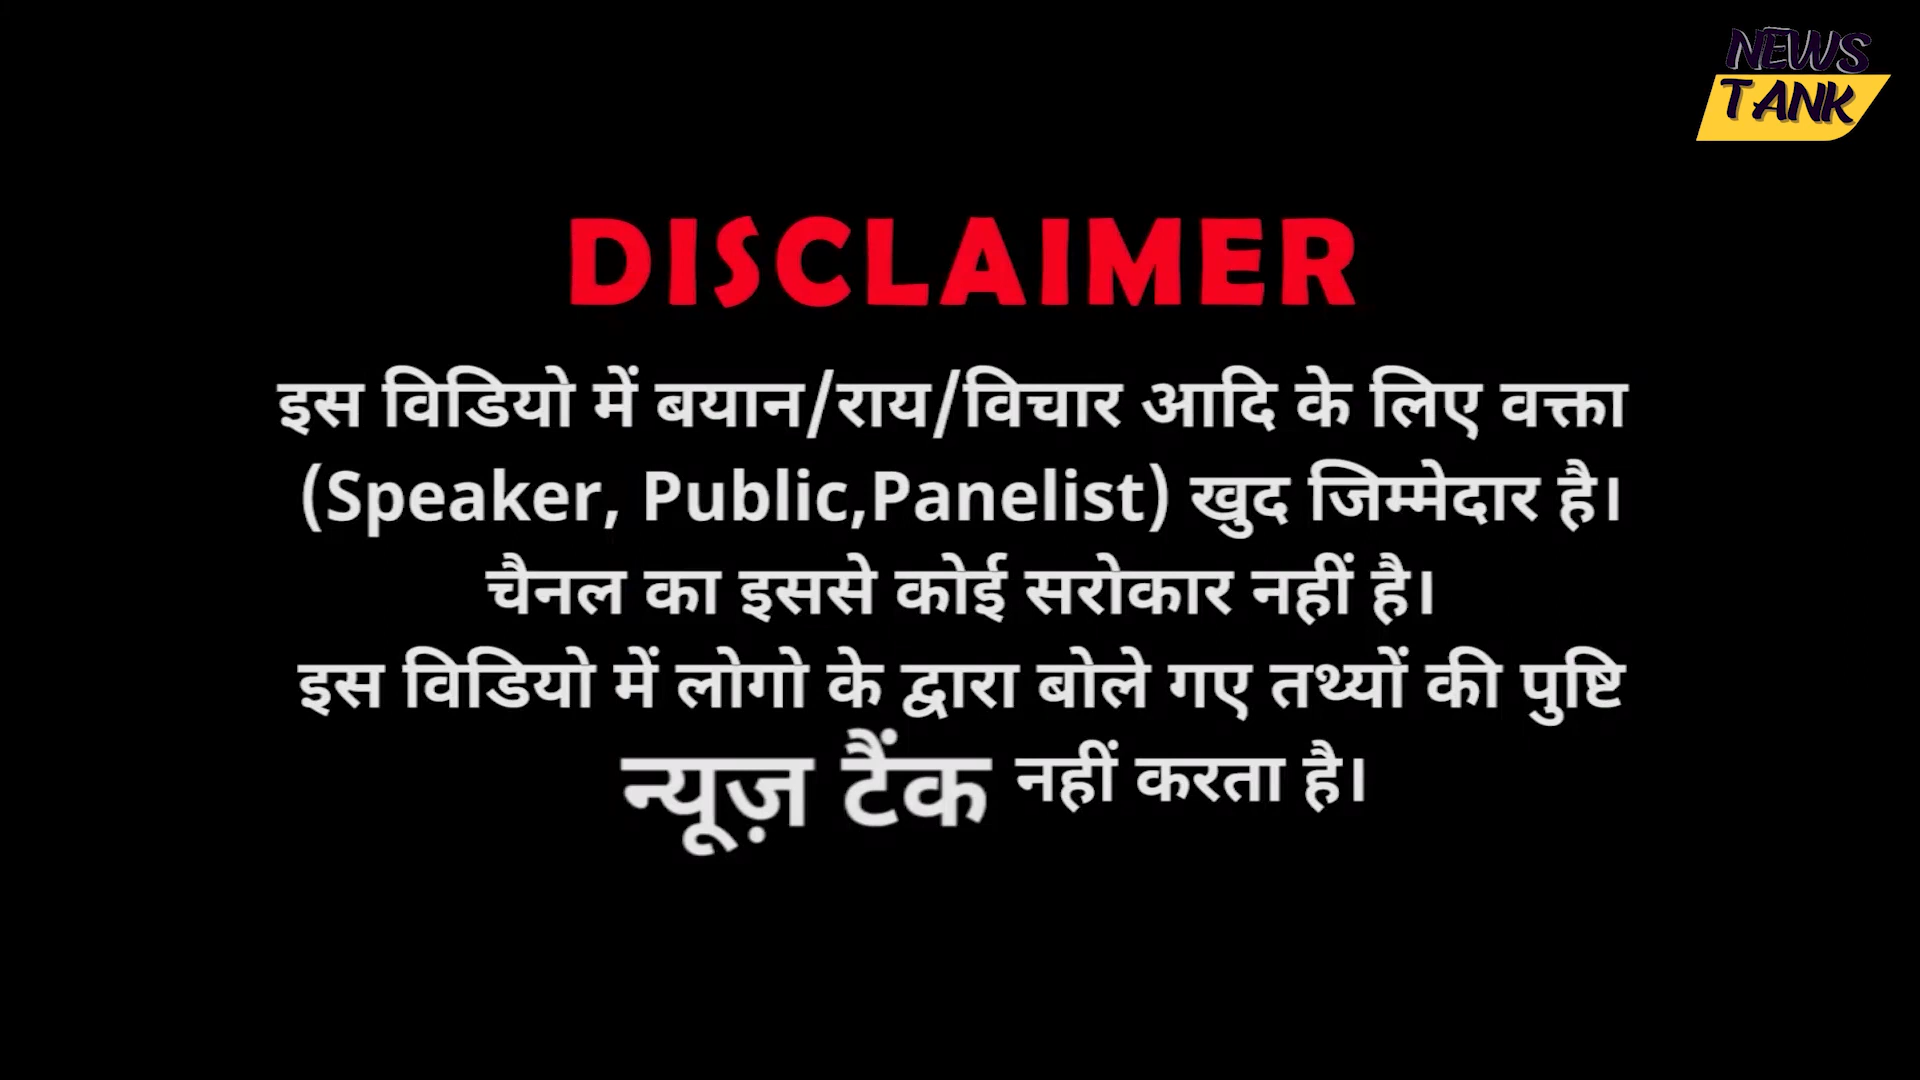 NEWS
TANK
DISCLAIMER
इस विडियो में बयान/राय/विचार आदि के लिए वक्ता
(Speaker, Public,Panelist) खुद जिम्मेदार है।
चैनल का इससे कोई सरोकार नहीं है।
इस विडियो में लोगो के द्वारा बोले गए तथ्यों की पुष्टि
न्यूज़ टैंक नहीं करता है।